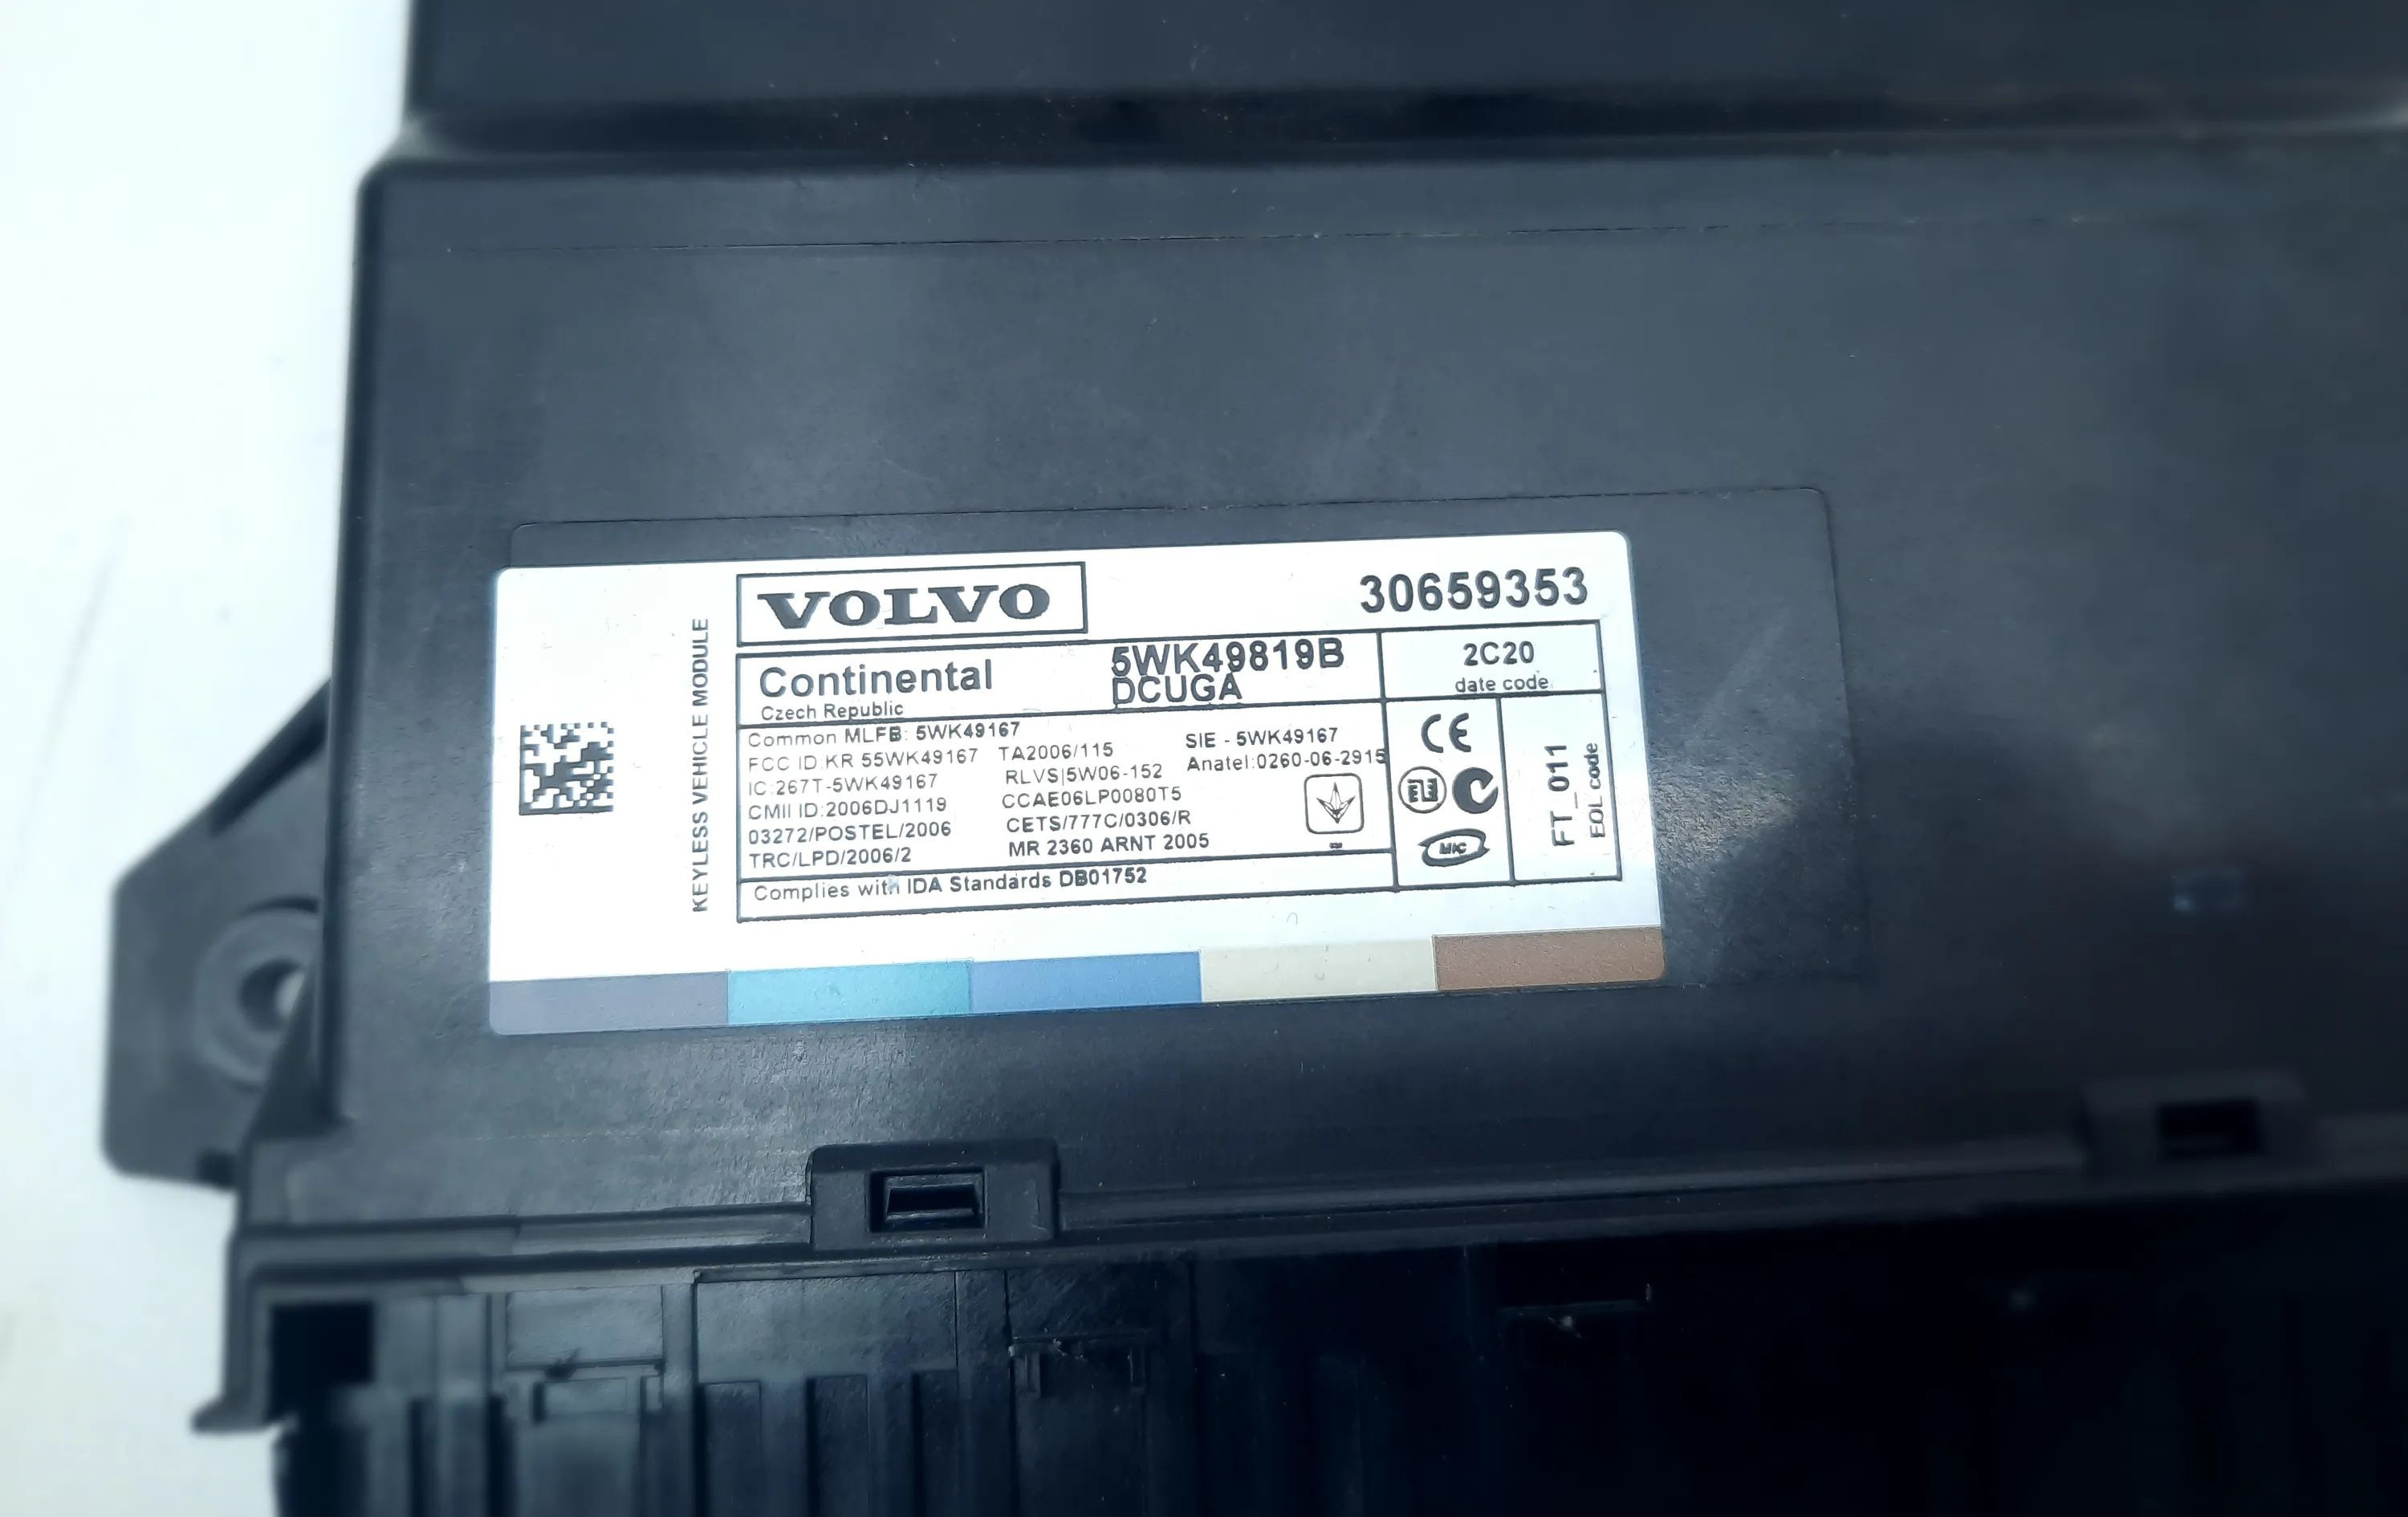 VOLVO
30659353
KEYLESS VEHICLE MODULE
Continental
Czech Republic
5WK49819B
DCUGA
2C20
date code
Common MLFB: 5WK49167
FCC ID:KR 55WK49167
IC:267T-5WK49167
CMII ID:2006DJ1119
03272/POSTEL/2006
TRC/LPD/2006/2
TA2006/115
RLVS|5W06-152
CCAE06LP0080T5
CETS/777C/0306/R
MR 2360 ARNT 2005
SIE - 5WK49167
Anatel:0260-06-2915
CE
MIC
FT_011
EOL code
Complies with IDA Standards DB01752